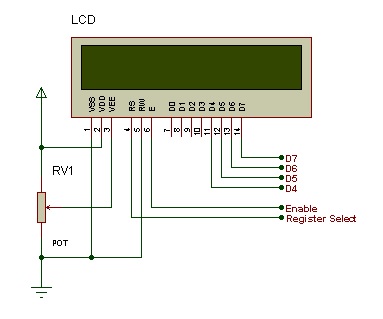 LCD
VSS VDD VEE RS RW E D0 D1 D2 D3 D4 D5 D6 D7
1 2 3 4 5 6 7 8 9 10 11 12 13 14
D7
D6
RV1
D5
D4
Enable
Register Select
POT